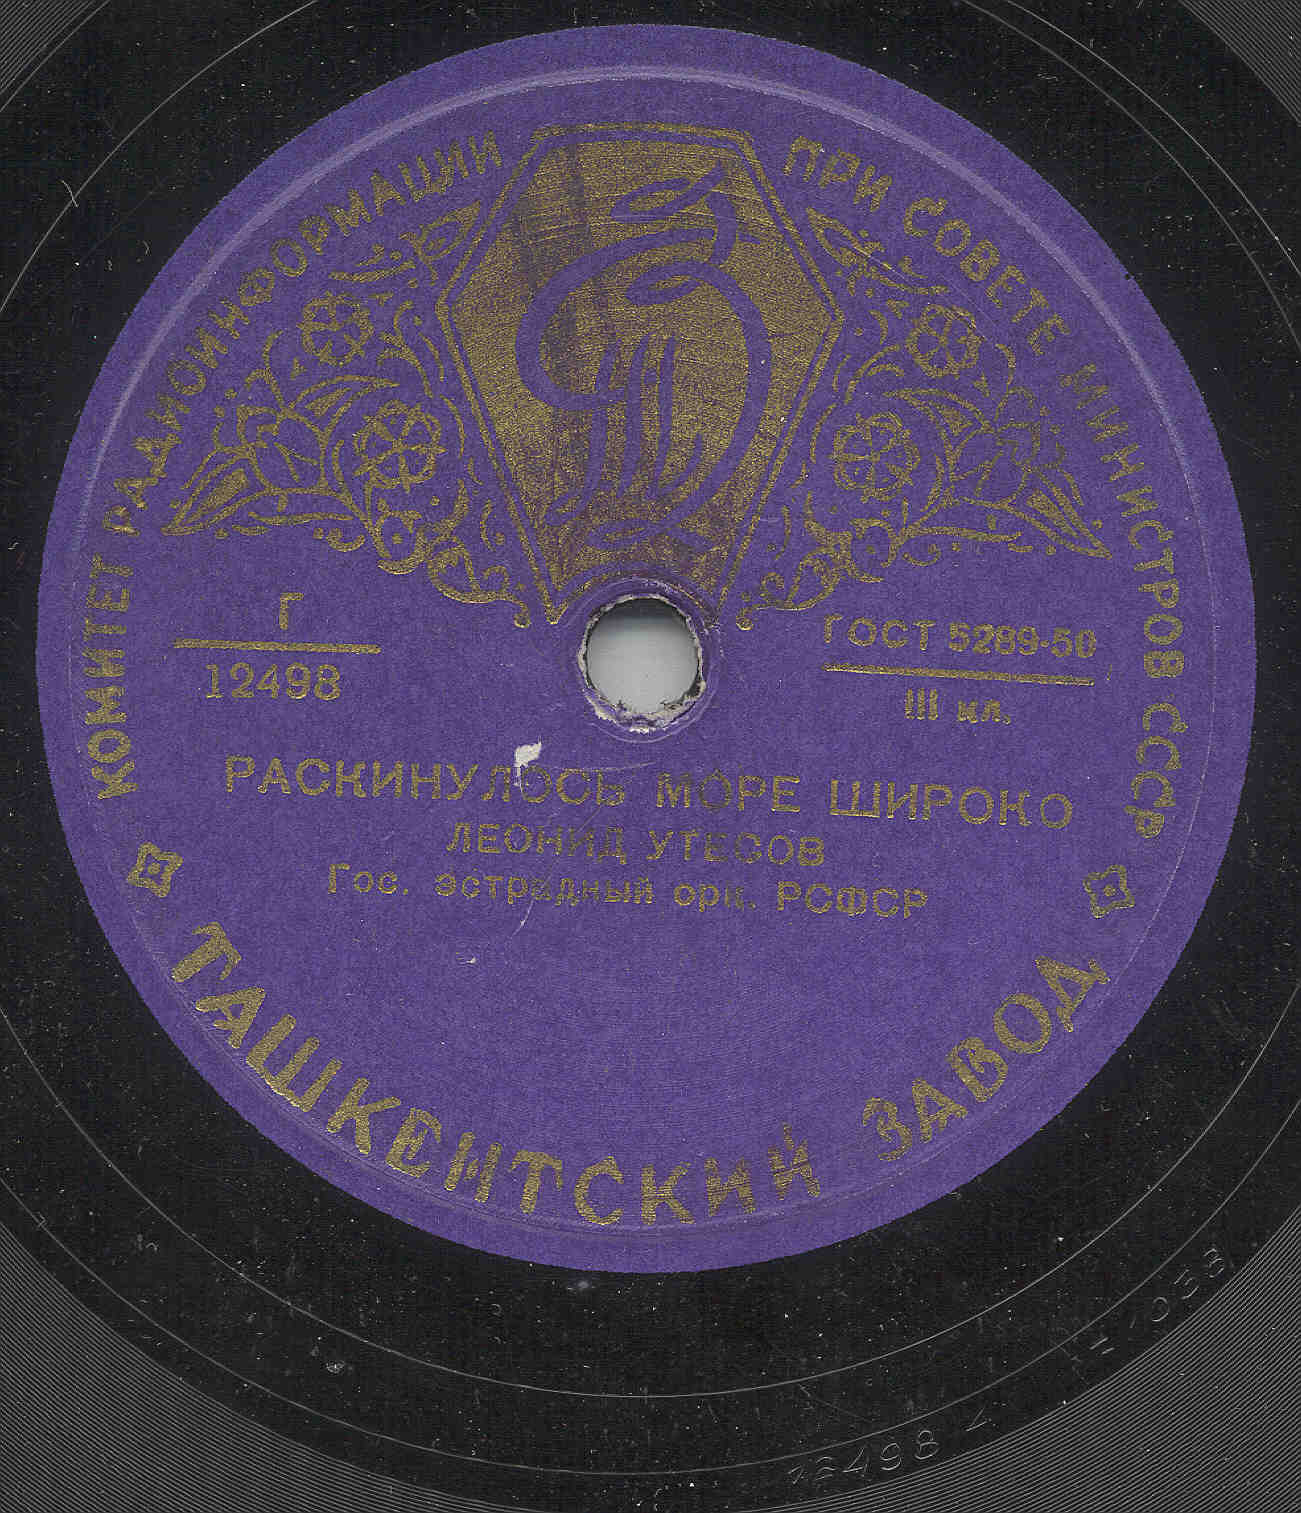 КОМИТЕТ РАДИОИНФОРМАЦИИ ПРИ СОВЕТЕ МИНИСТРОВ СССР
Г
12498
ГОСТ 5289-50
III кл.
РАСКИНУЛОСЬ МОРЕ ШИРОКО
ЛЕОНИД УТЕСОВ
Гос. эстрадный орк. РСФСР
ТАШКЕНТСКИЙ ЗАВОД
12498